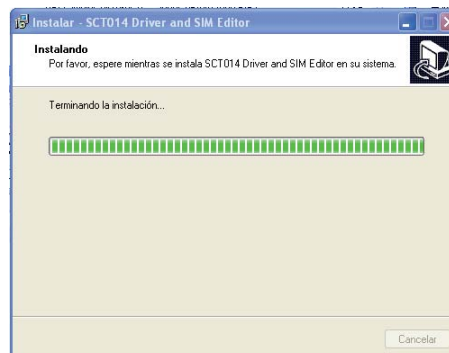 Instalar - SCT014 Driver and SIM Editor
Instalando
Por favor, espere mientras se instala SCT014 Driver and SIM Editor en su sistema.
Terminando la instalación...
Cancelar